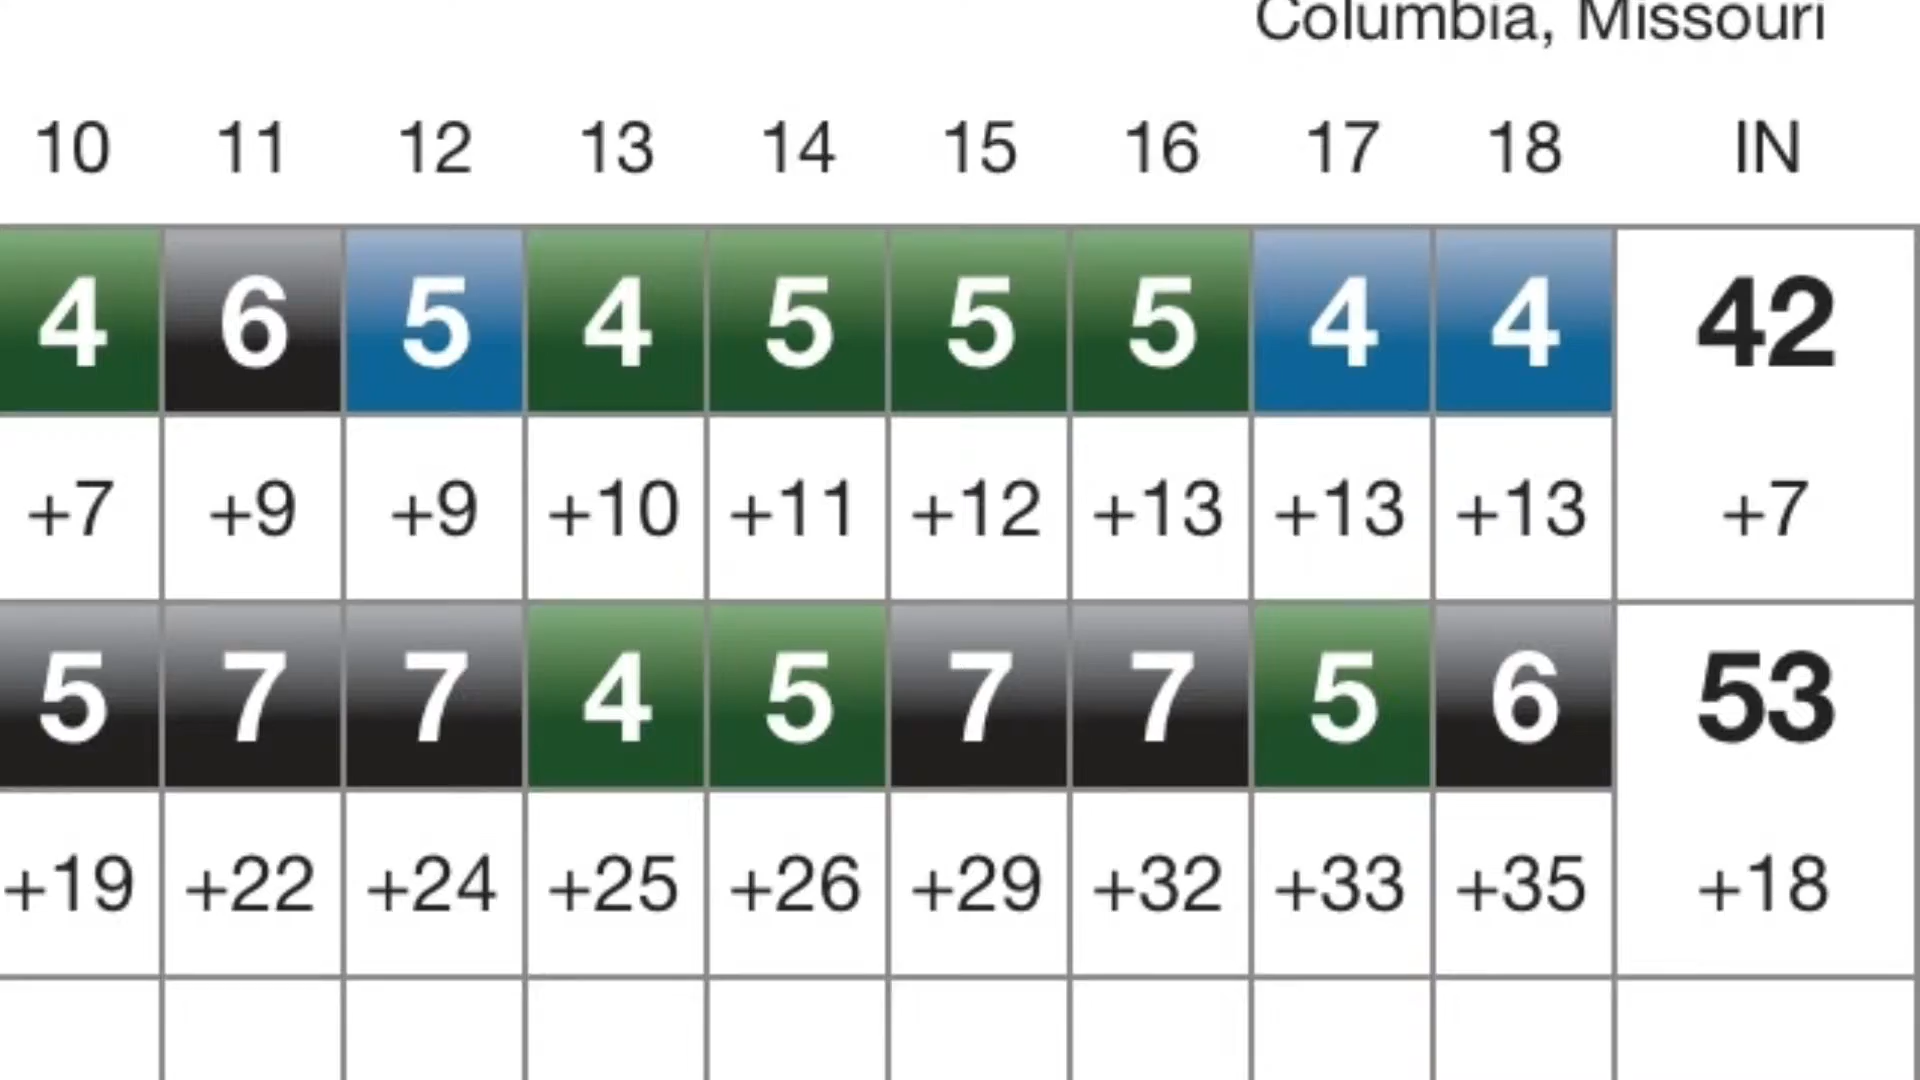 Columbia, Missouri
10 11 12 13 14 15 16 17 18 IN
4 6 5 4 5 5 5 4 4 42
+7 +9 +9 +10 +11 +12 +13 +13 +13 +7
5 7 7 4 5 7 7 5 6 53
+19 +22 +24 +25 +26 +29 +32 +33 +35 +18